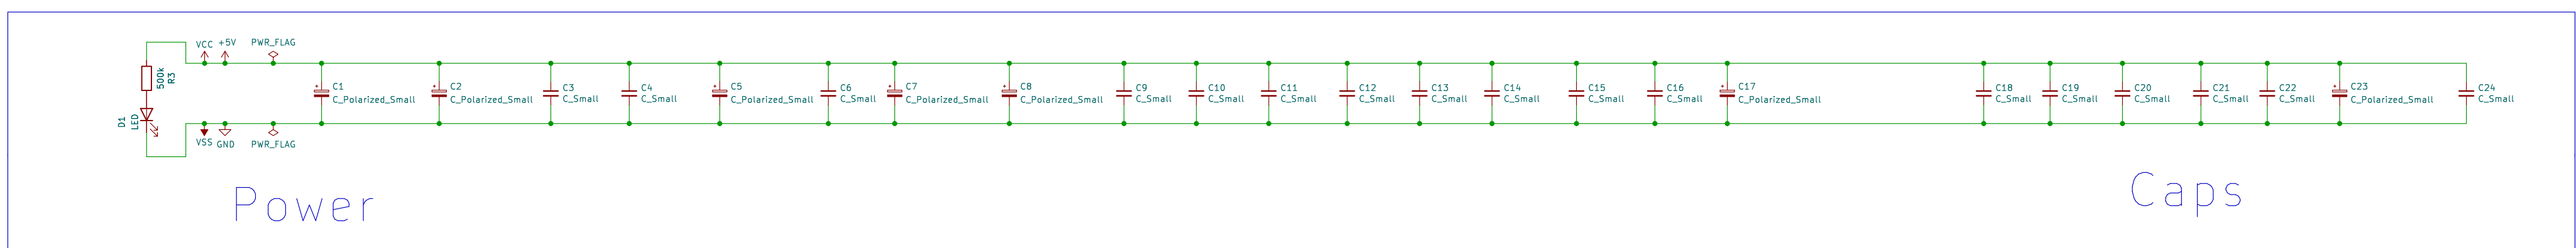 VCC
+5V
PWR_FLAG
500k
R3
D1
LED
VSS
GND
PWR_FLAG
C1
C_Polarized_Small
C2
C_Polarized_Small
C3
C_Small
C4
C_Small
C5
C_Polarized_Small
C6
C_Small
C7
C_Polarized_Small
C8
C_Polarized_Small
C9
C_Small
C10
C_Small
C11
C_Small
C12
C_Small
C13
C_Small
C14
C_Small
C15
C_Small
C16
C_Small
C17
C_Polarized_Small
C18
C_Small
C19
C_Small
C20
C_Small
C21
C_Small
C22
C_Small
C23
C_Polarized_Small
C24
C_Small
Power
Caps